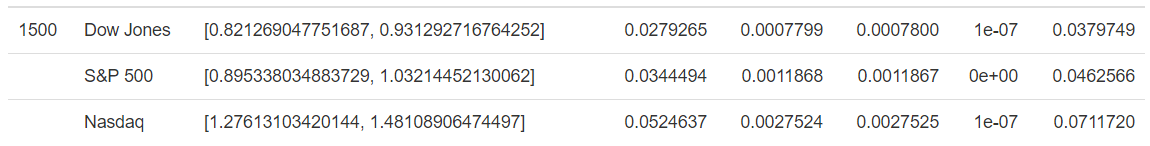 1500 Dow Jones [0.821269047751687, 0.931292716764252] 0.0279265 0.0007799 0.0007800 1e-07 0.0379749
S&P 500 [0.895338034883729, 1.03214452130062] 0.0344494 0.0011868 0.0011867 0e+00 0.0462566
Nasdaq [1.27613103420144, 1.48108906474497] 0.0524637 0.0027524 0.0027525 1e-07 0.0711720